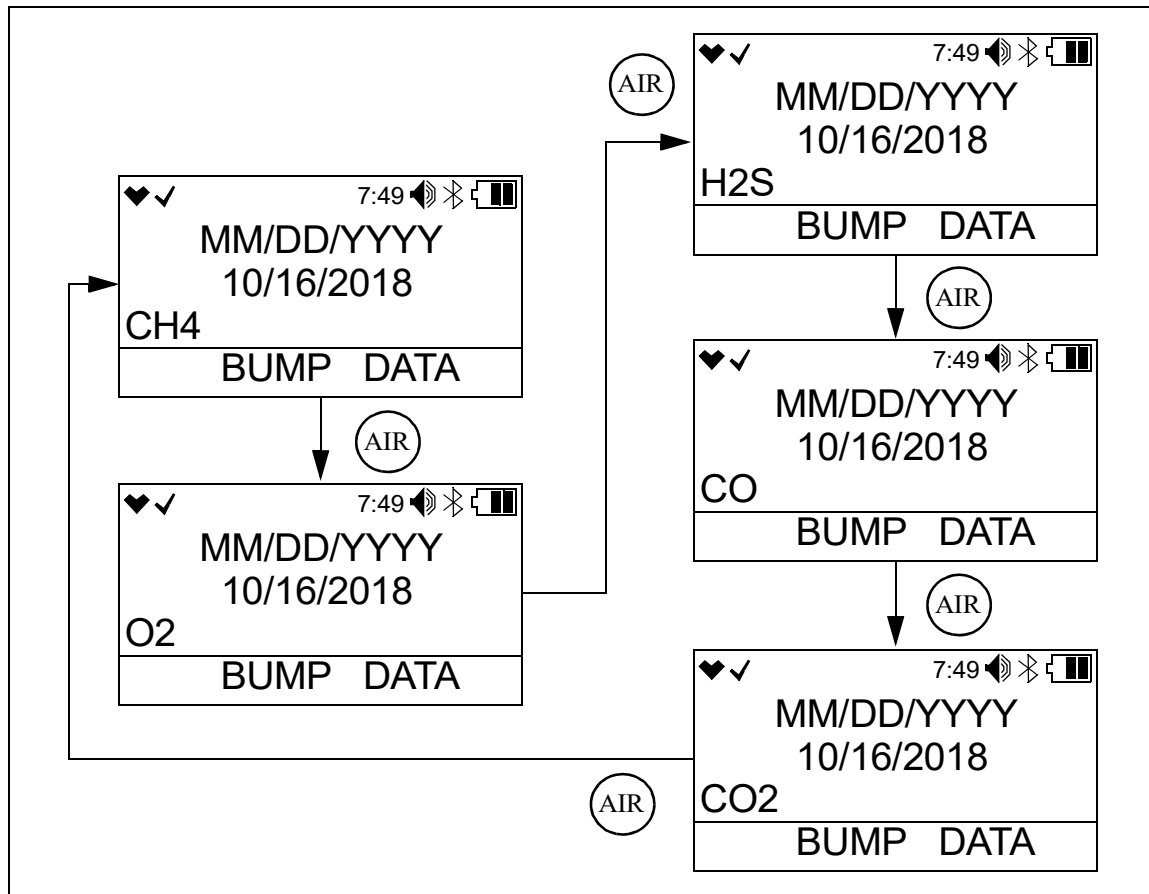 7:49
MM/DD/YYYY
10/16/2018
CH4
BUMP DATA
AIR
7:49
MM/DD/YYYY
10/16/2018
O2
BUMP DATA
AIR
7:49
MM/DD/YYYY
10/16/2018
H2S
BUMP DATA
AIR
7:49
MM/DD/YYYY
10/16/2018
CO
BUMP DATA
AIR
7:49
MM/DD/YYYY
10/16/2018
CO2
BUMP DATA
AIR